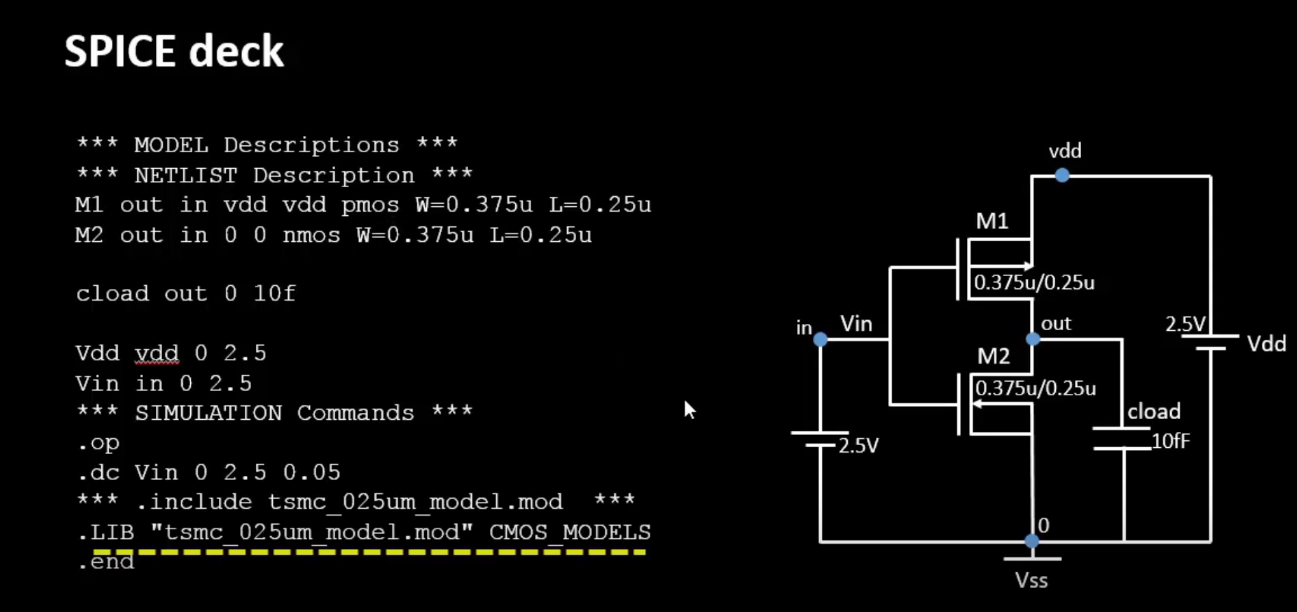 SPICE deck
*** MODEL Descriptions ***
*** NETLIST Description ***
M1 out in vdd vdd pmos W=0.375u L=0.25u
M2 out in 0 0 nmos W=0.375u L=0.25u
cload out 0 10f
Vdd vdd 0 2.5
Vin in 0 2.5
*** SIMULATION Commands ***
.op
.dc Vin 0 2.5 0.05
*** .include tsmc_025um_model.mod  ***
.LIB "tsmc_025um_model.mod" CMOS_MODELS
.end
vdd
M1
0.375u/0.25u
in
Vin
out
2.5V
Vdd
M2
0.375u/0.25u
cload
10fF
2.5V
0
Vss